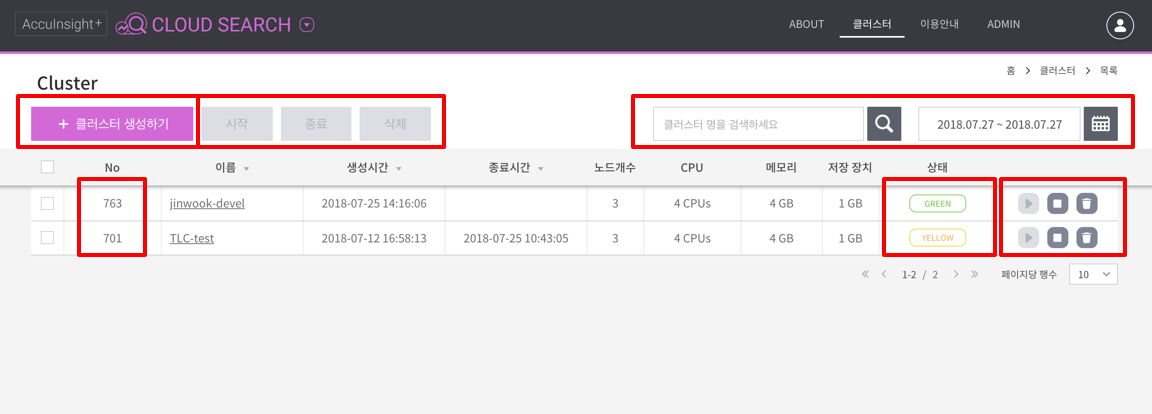 AccuInsight+ CLOUD SEARCH ABOUT 클러스터 이용안내 ADMIN
홈 > 클러스터 > 목록
Cluster
+ 클러스터 생성하기 시작 종료 삭제 클러스터 명을 검색하세요 2018.07.27 ~ 2018.07.27
No 이름 생성시간 종료시간 노드개수 CPU 메모리 저장 장치 상태
763 jinwook-devel 2018-07-25 14:16:06 3 4 CPUs 4 GB 1 GB GREEN
701 TLC-test 2018-07-12 16:58:13 2018-07-25 10:43:05 3 4 CPUs 4 GB 1 GB YELLOW
« < 1-2 / 2 > » 페이지당 행수 10